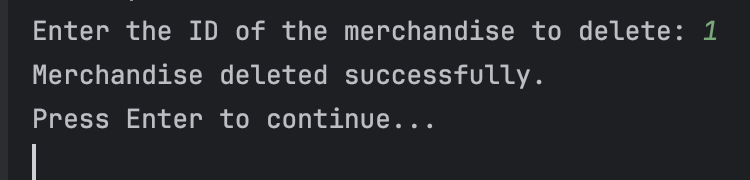 Enter the ID of the merchandise to delete: 1
Merchandise deleted successfully.
Press Enter to continue...